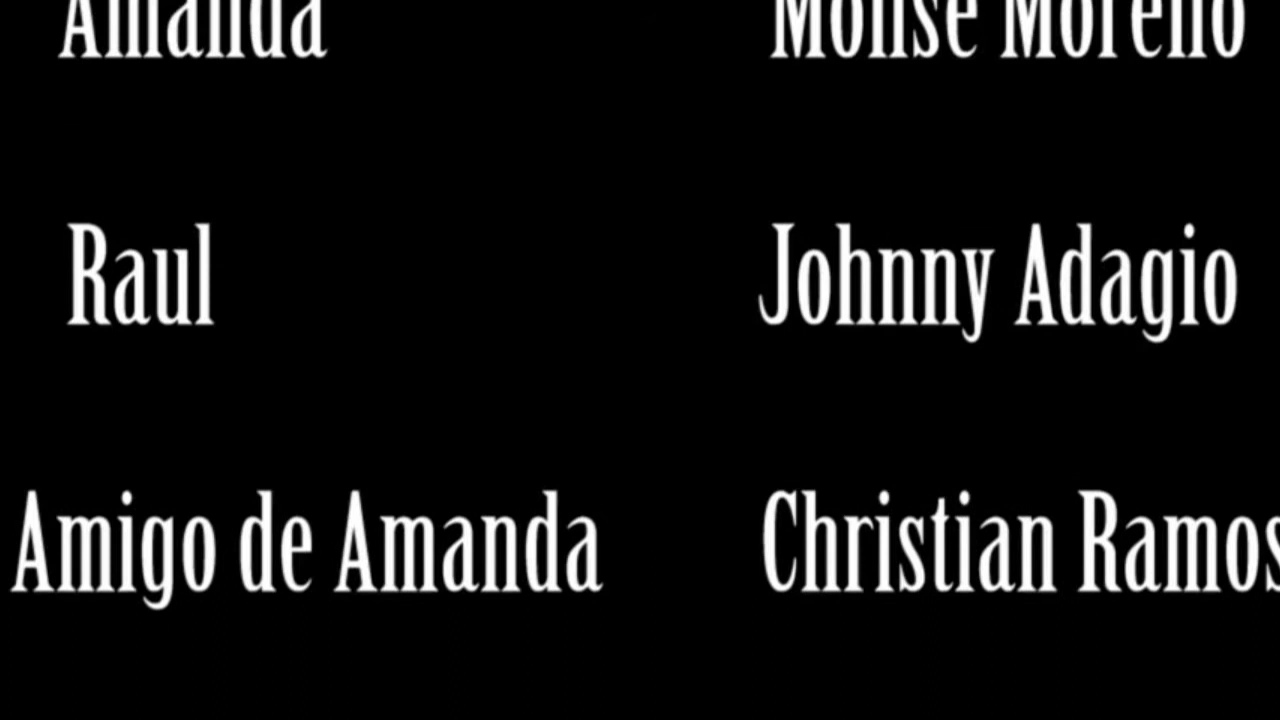 Amanda Monse Moreno
Raul Johnny Adagio
Amigo de Amanda Christian Ramos